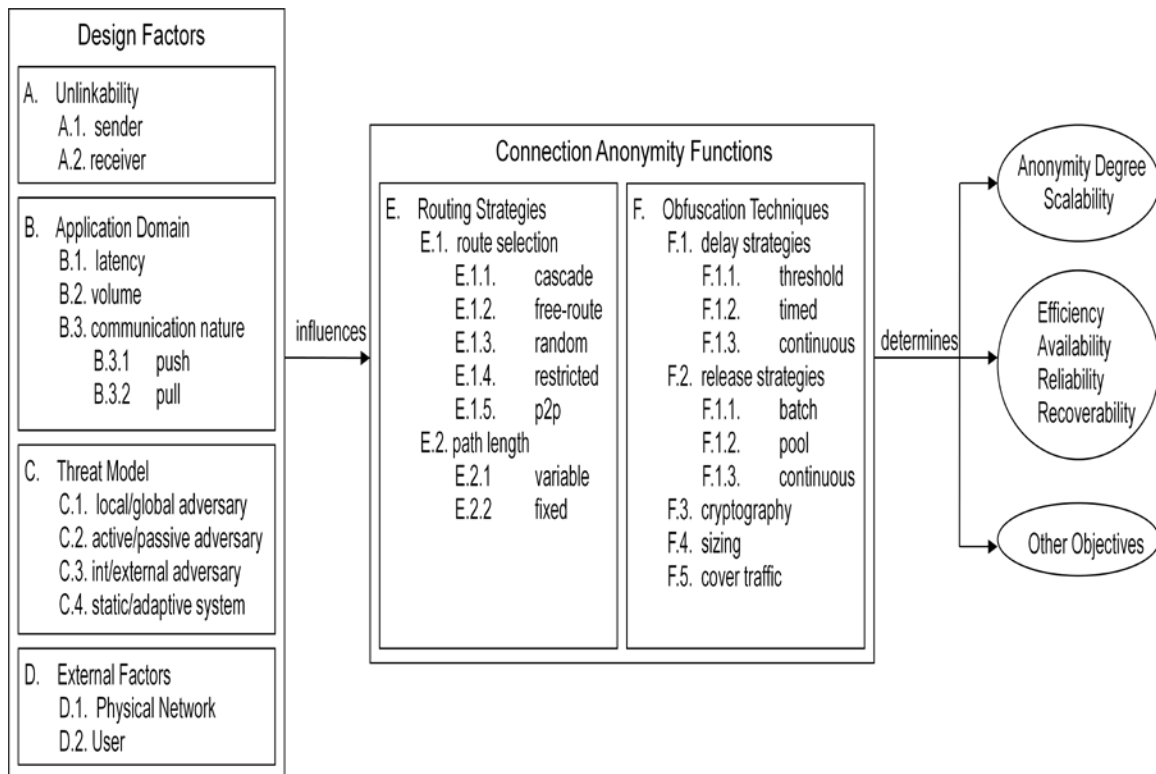 Design Factors
A. Unlinkability
A.1. sender
A.2. receiver
B. Application Domain
B.1. latency
B.2. volume
B.3. communication nature
B.3.1 push
B.3.2 pull
C. Threat Model
C.1. local/global adversary
C.2. active/passive adversary
C.3. int/external adversary
C.4. static/adaptive system
D. External Factors
D.1. Physical Network
D.2. User
influences
Connection Anonymity Functions
E. Routing Strategies
E.1. route selection
E.1.1. cascade
E.1.2. free-route
E.1.3. random
E.1.4. restricted
E.1.5. p2p
E.2. path length
E.2.1 variable
E.2.2 fixed
F. Obfuscation Techniques
F.1. delay strategies
F.1.1. threshold
F.1.2. timed
F.1.3. continuous
F.2. release strategies
F.1.1. batch
F.1.2. pool
F.1.3. continuous
F.3. cryptography
F.4. sizing
F.5. cover traffic
determines
Anonymity Degree
Scalability
Efficiency
Availability
Reliability
Recoverability
Other Objectives